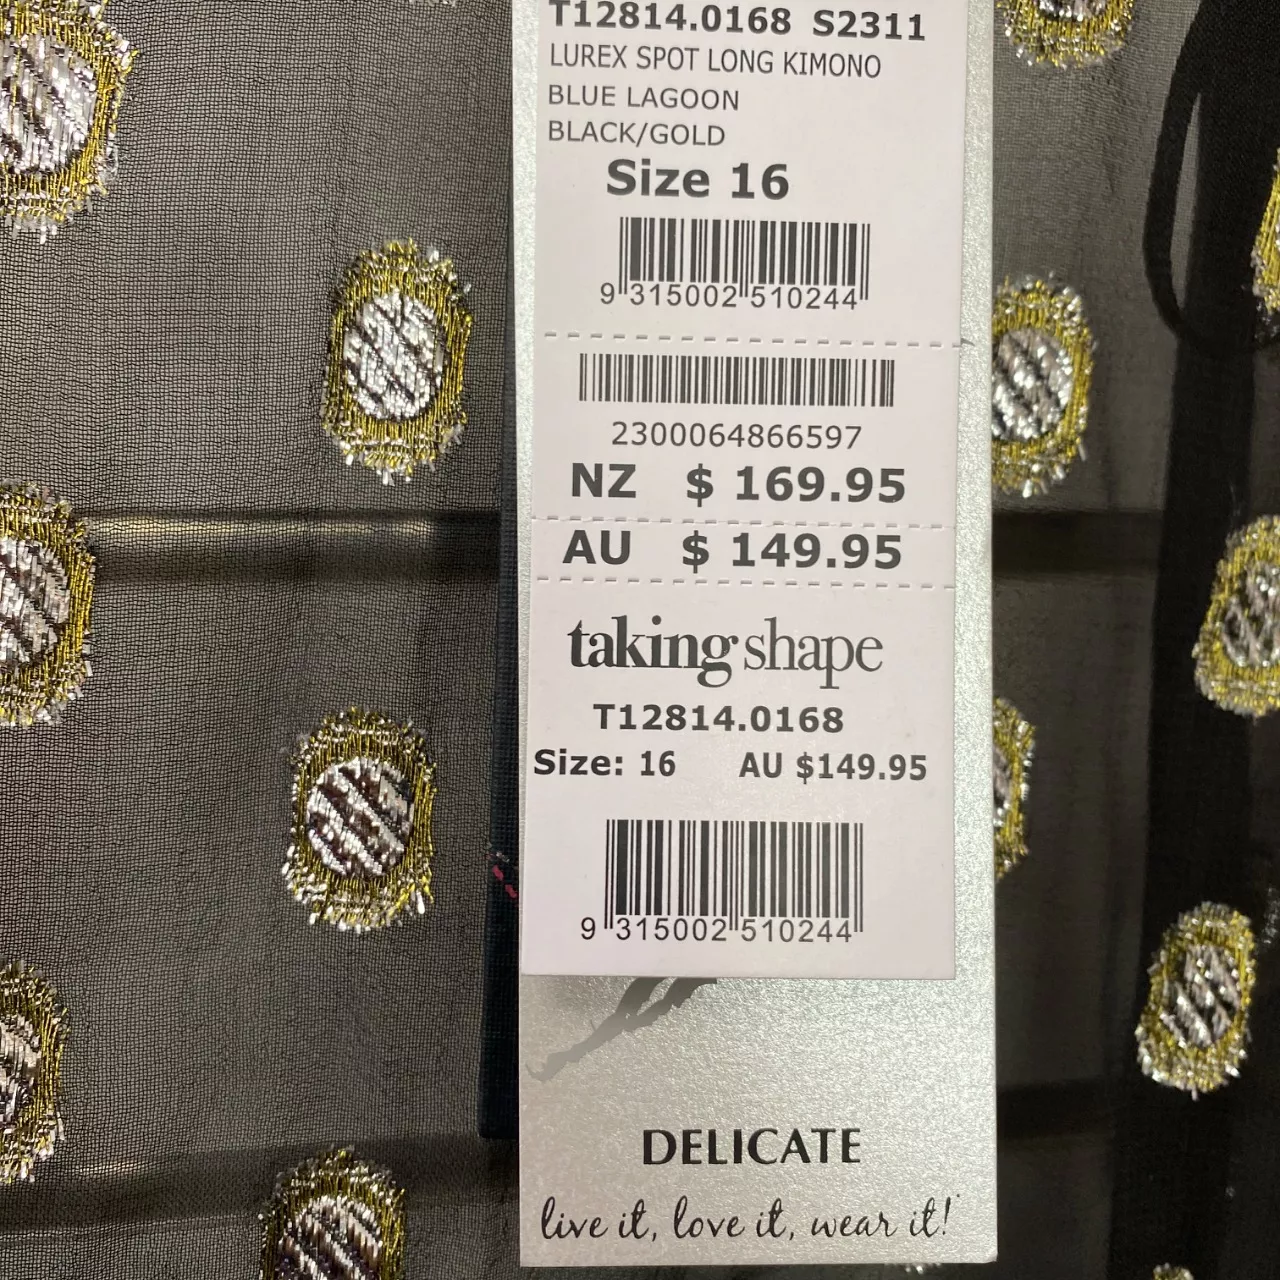 T12814.0168 S2311
LUREX SPOT LONG KIMONO
BLUE LAGOON
BLACK/GOLD
Size 16
9 315002 510244
2300064866597
NZ $ 169.95
AU $ 149.95
taking shape
T12814.0168
Size: 16 AU $149.95
9 315002 510244
DELICATE
live it, love it, wear it!